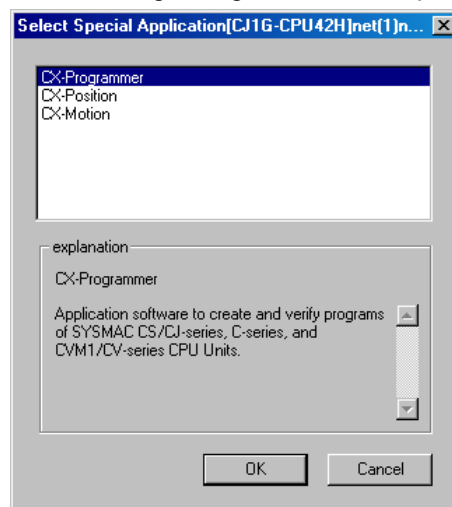 Select Special Application[CJ1G-CPU42H]net(1)n...
CX-Programmer
CX-Position
CX-Motion
explanation
CX-Programmer
Application software to create and verify programs
of SYSMAC CS/CJ-series, C-series, and
CVM1/CV-series CPU Units.
OK Cancel